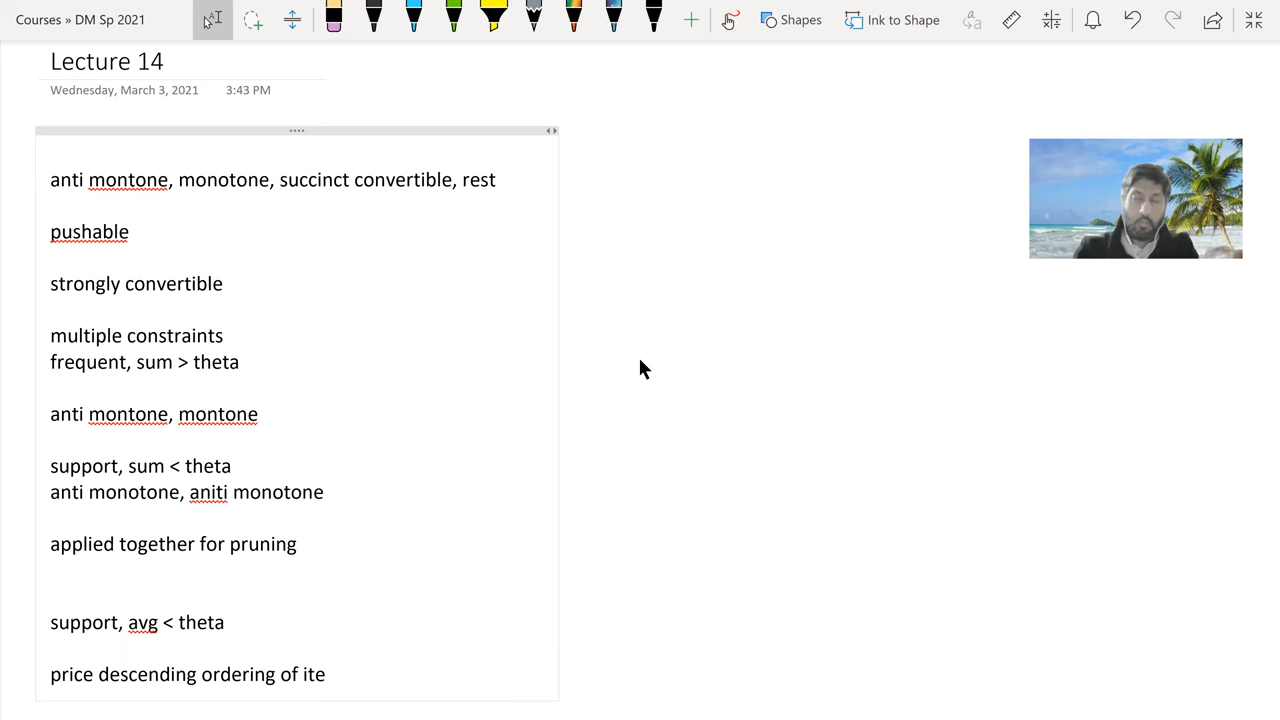 Courses » DM Sp 2021
Shapes
Ink to Shape
Lecture 14
Wednesday, March 3, 2021 3:43 PM
anti montone, monotone, succinct convertible, rest
pushable
strongly convertible
multiple constraints
frequent, sum > theta
anti montone, montone
support, sum < theta
anti monotone, aniti monotone
applied together for pruning
support, avg < theta
price descending ordering of ite